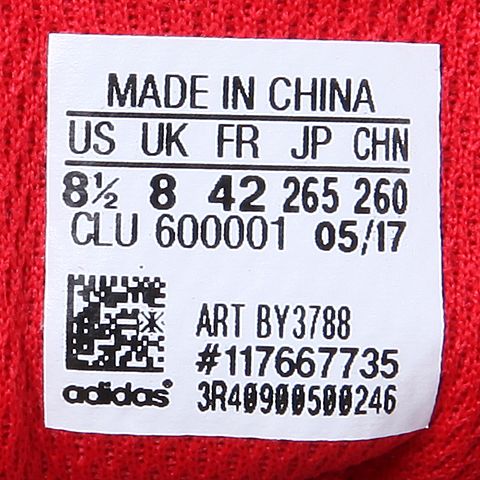 MADE IN CHINA
US UK FR JP CHN
8½ 8 42 265 260
CLU 600001 05/17
ART BY3788
#117667735
adidas® 3R40900500246